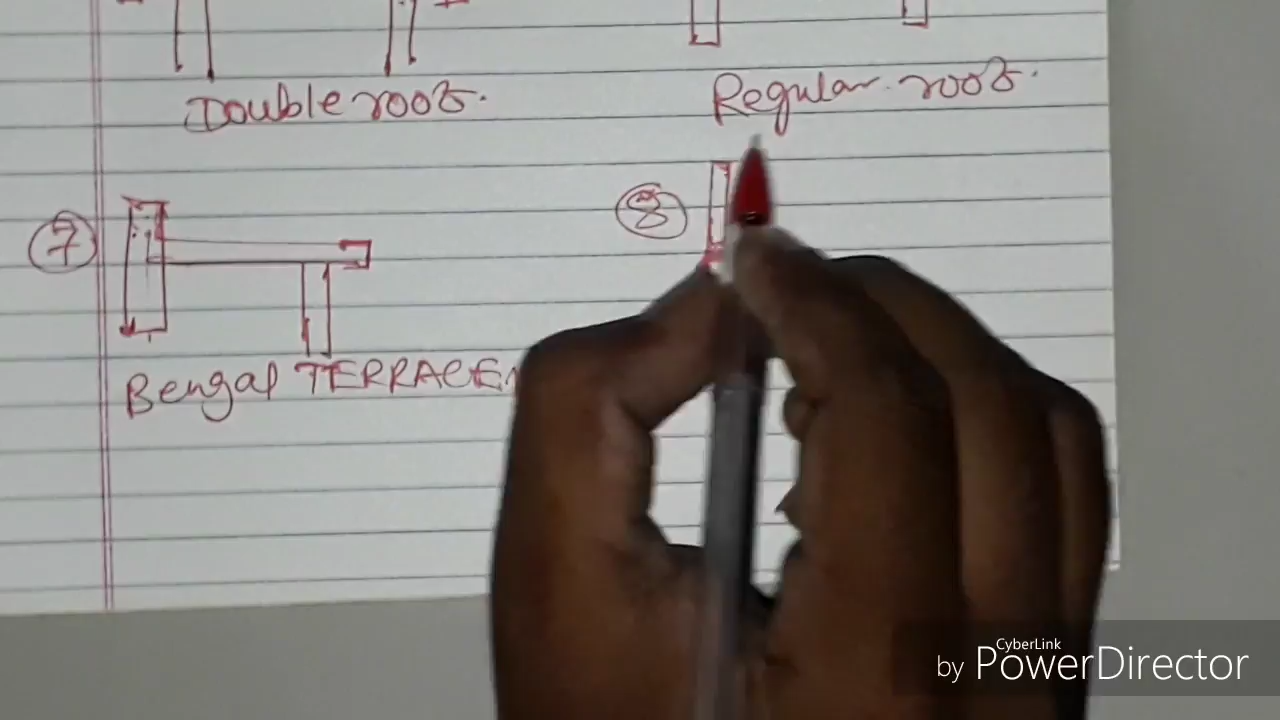 Double roof.
Regular roof.
7
8
Bengal TERRACE
CyberLink
by PowerDirector